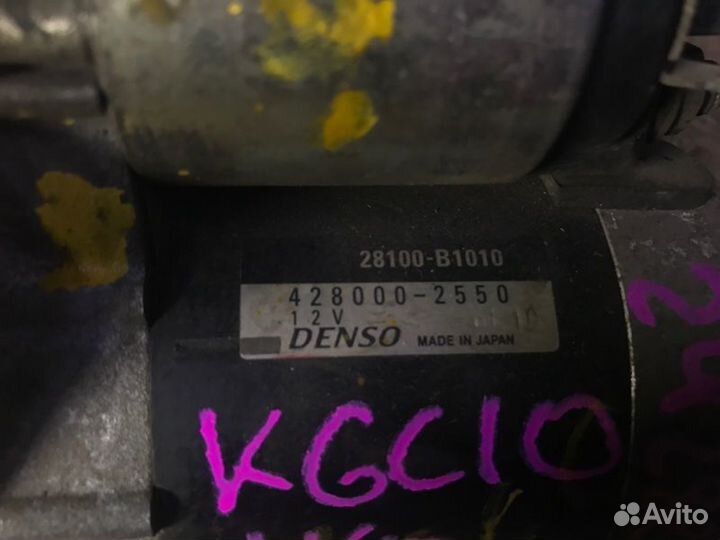 28100-B1010
428000-2550
12V
DENSO MADE IN JAPAN
KGC10
Avito